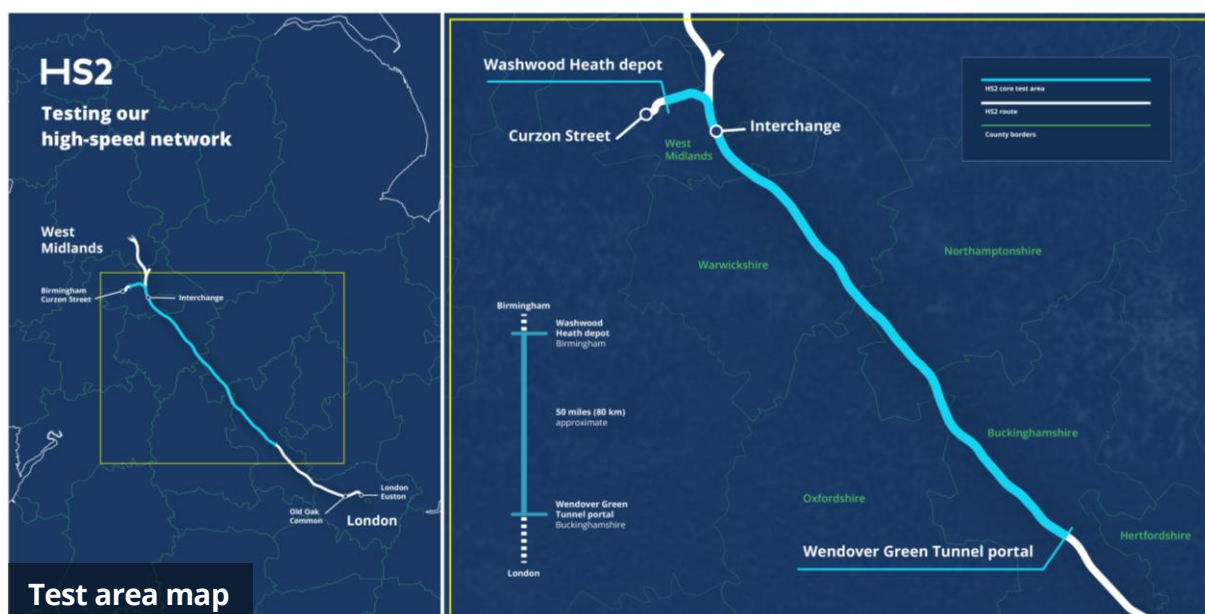 HS2
Testing our
high-speed network
West
Midlands
Birmingham
Curzon Street
Interchange
London
Euston
Old Oak
Common
London
Test area map
Washwood Heath depot
Curzon Street
Interchange
West
Midlands
HS2 core test area
HS2 route
County borders
Northamptonshire
Warwickshire
Birmingham
Washwood
Heath depot
Birmingham
50 miles (80 km)
approximate
Wendover Green
Tunnel portal
Buckinghamshire
London
Buckinghamshire
Oxfordshire
Hertfordshire
Wendover Green Tunnel portal